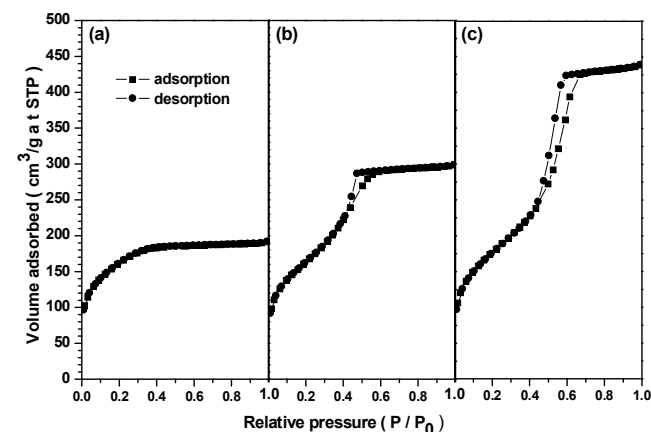 (a) (b) (c)
adsorption
desorption
Volume adsorbed ( cm³/g a t STP)
500
450
400
350
300
250
200
150
100
50
0
0.0 0.2 0.4 0.6 0.8 1.0 0.2 0.4 0.6 0.8 1.0 0.2 0.4 0.6 0.8 1.0
Relative pressure ( P / P₀ )